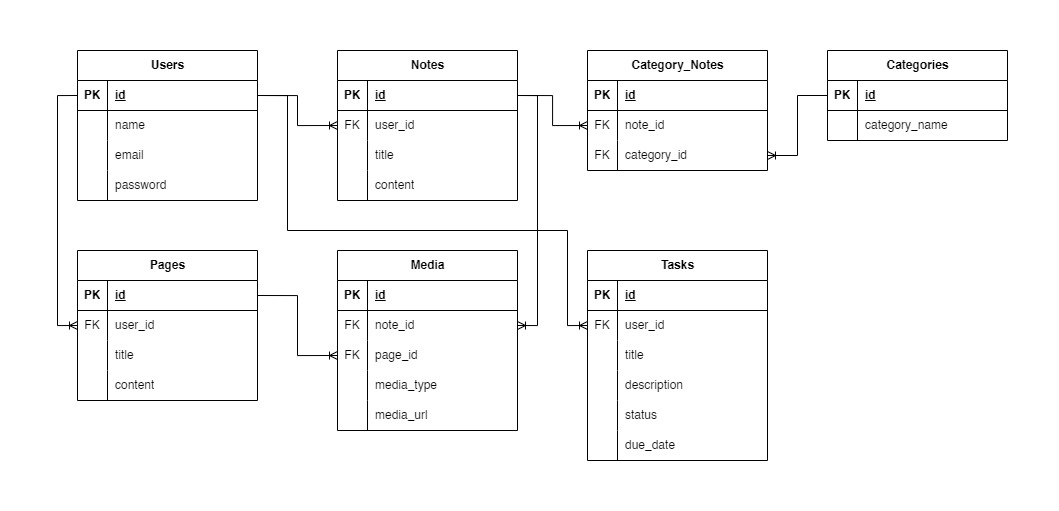 Users
PK id
name
email
password
Notes
PK id
FK user_id
title
content
Category_Notes
PK id
FK note_id
FK category_id
Categories
PK id
category_name
Pages
PK id
FK user_id
title
content
Media
PK id
FK note_id
FK page_id
media_type
media_url
Tasks
PK id
FK user_id
title
description
status
due_date